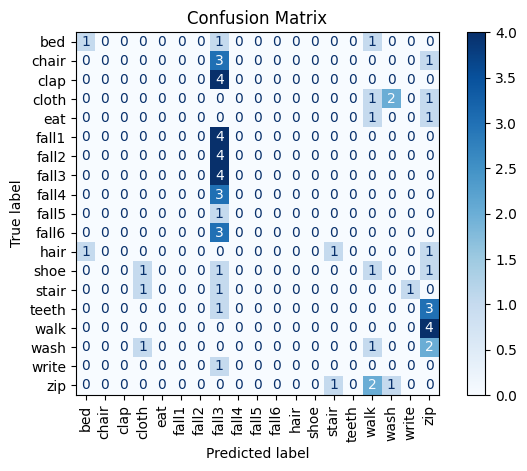 Confusion Matrix
True label
bed 1 0 0 0 0 0 0 1 0 0 0 0 0 0 0 1 0 0 0
chair 0 0 0 0 0 0 0 3 0 0 0 0 0 0 0 0 0 0 1
clap 0 0 0 0 0 0 0 4 0 0 0 0 0 0 0 0 0 0 0
cloth 0 0 0 0 0 0 0 0 0 0 0 0 0 0 0 1 2 0 1
eat 0 0 0 0 0 0 0 0 0 0 0 0 0 0 0 1 0 0 1
fall1 0 0 0 0 0 0 0 4 0 0 0 0 0 0 0 0 0 0 0
fall2 0 0 0 0 0 0 0 4 0 0 0 0 0 0 0 0 0 0 0
fall3 0 0 0 0 0 0 0 4 0 0 0 0 0 0 0 0 0 0 0
fall4 0 0 0 0 0 0 0 3 0 0 0 0 0 0 0 0 0 0 0
fall5 0 0 0 0 0 0 0 1 0 0 0 0 0 0 0 0 0 0 0
fall6 0 0 0 0 0 0 0 3 0 0 0 0 0 0 0 0 0 0 0
hair 1 0 0 0 0 0 0 0 0 0 0 0 0 1 0 0 0 0 1
shoe 0 0 0 1 0 0 0 1 0 0 0 0 0 0 0 1 0 0 1
stair 0 0 0 1 0 0 0 1 0 0 0 0 0 0 0 0 0 1 0
teeth 0 0 0 0 0 0 0 1 0 0 0 0 0 0 0 0 0 0 3
walk 0 0 0 0 0 0 0 0 0 0 0 0 0 0 0 0 0 0 4
wash 0 0 0 1 0 0 0 0 0 0 0 0 0 0 0 1 0 0 2
write 0 0 0 0 0 0 0 1 0 0 0 0 0 0 0 0 0 0 0
zip 0 0 0 0 0 0 0 0 0 0 0 0 0 1 0 2 1 0 0
bed chair clap cloth eat fall1 fall2 fall3 fall4 fall5 fall6 hair shoe stair teeth walk wash write zip
Predicted label
4.0
3.5
3.0
2.5
2.0
1.5
1.0
0.5
0.0